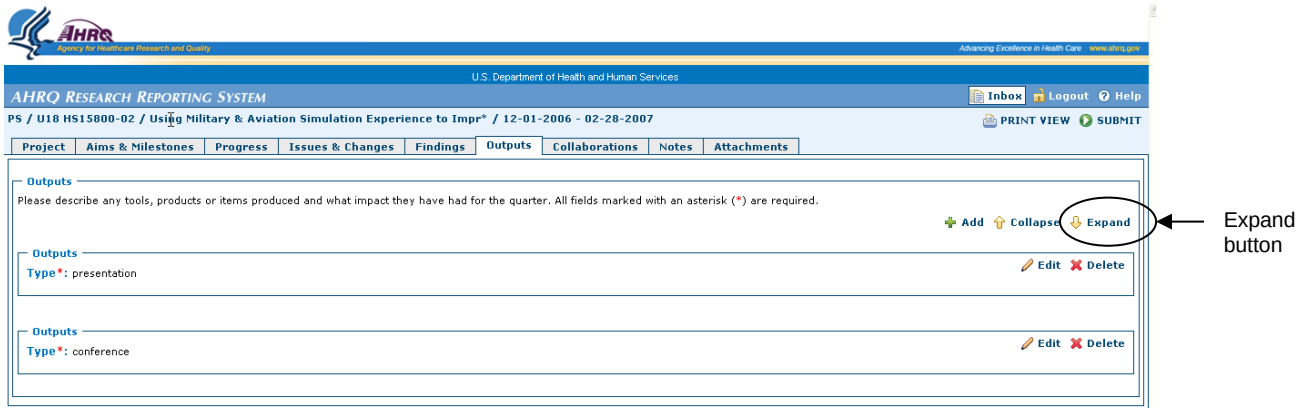 AHRQ
Agency for Healthcare Research and Quality
Advancing Excellence in Health Care www.ahrq.gov
U.S. Department of Health and Human Services
AHRQ RESEARCH REPORTING SYSTEM
Inbox Logout Help
PS / U18 HS15800-02 / Using Military & Aviation Simulation Experience to Impr* / 12-01-2006 - 02-28-2007
PRINT VIEW SUBMIT
Project Aims & Milestones Progress Issues & Changes Findings Outputs Collaborations Notes Attachments
Outputs
Please describe any tools, products or items produced and what impact they have had for the quarter. All fields marked with an asterisk (*) are required.
Add Collapse Expand
Expand
button
Outputs
Type*: presentation
Edit Delete
Outputs
Type*: conference
Edit Delete